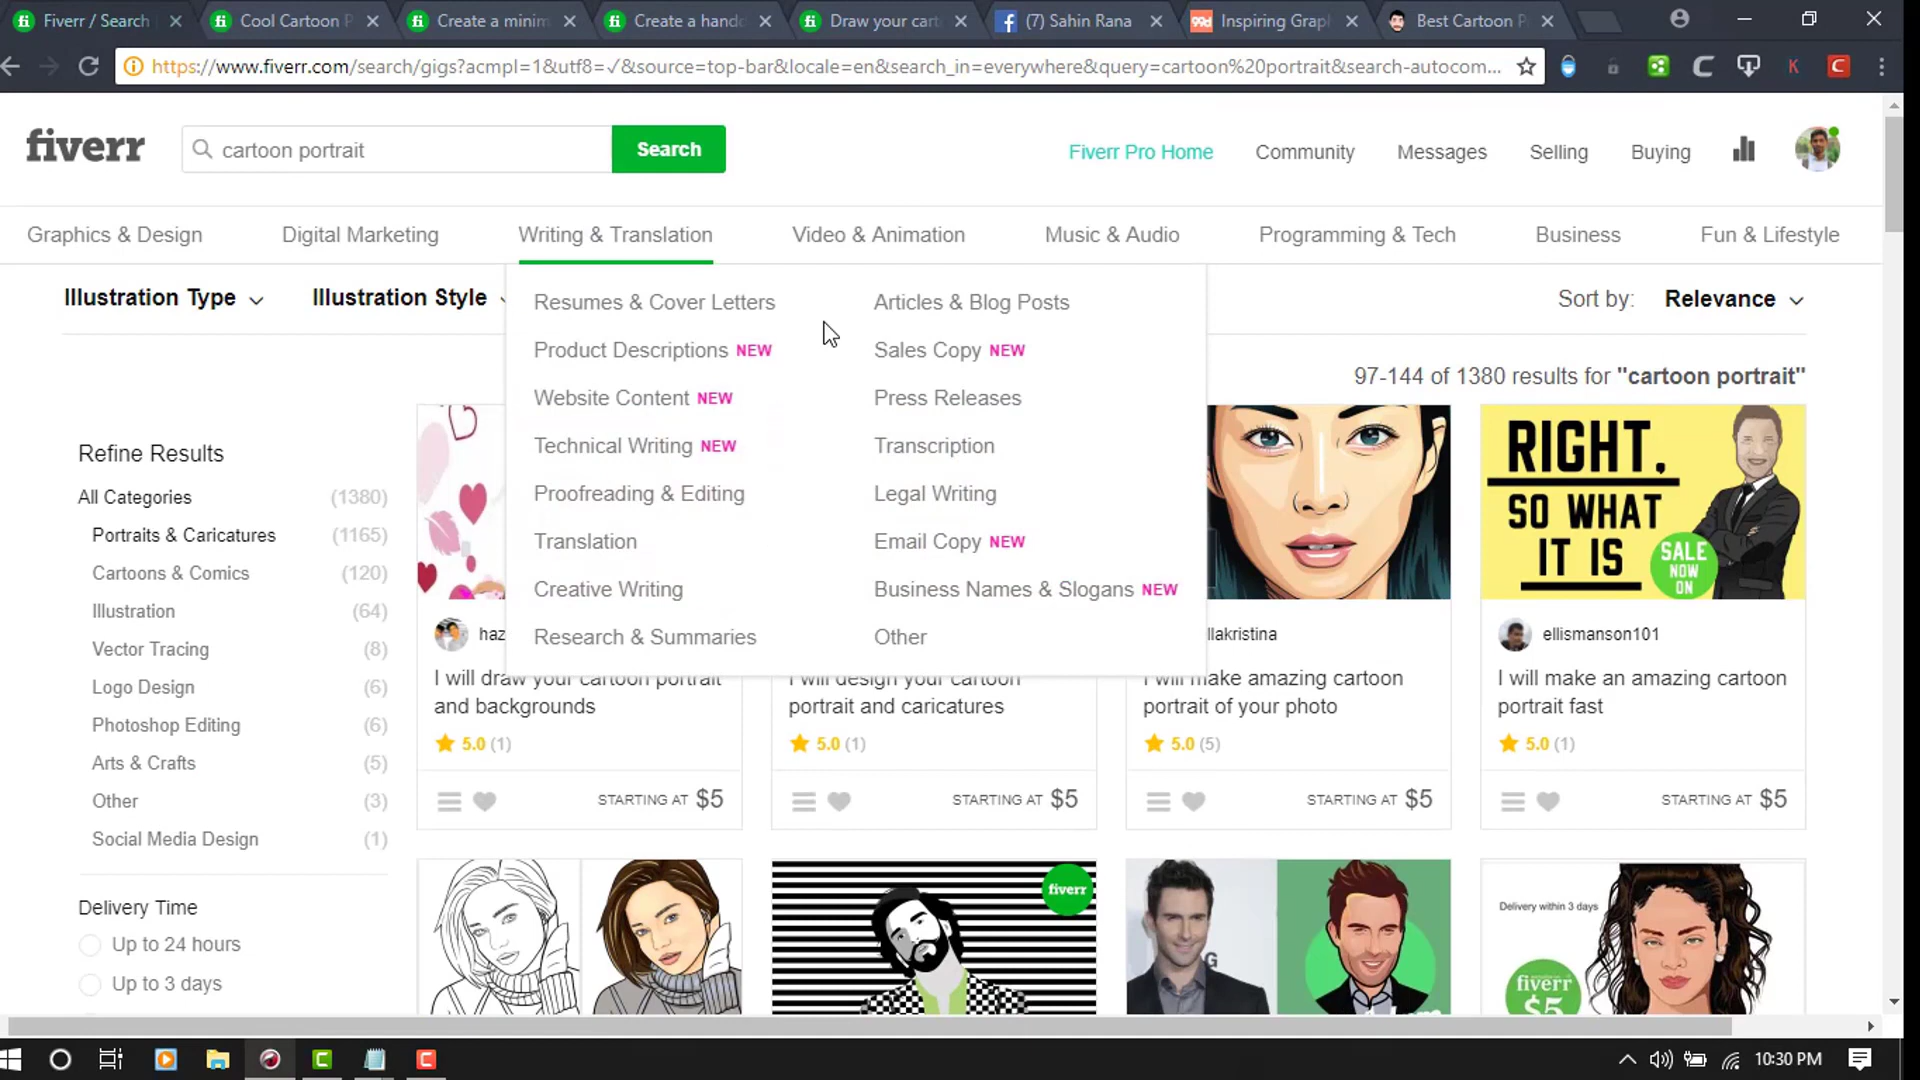 Fiverr / Search
Cool Cartoon P
Create a minim
Create a hando
Draw your cart
(7) Sahin Rana
99d Inspiring Grap
Best Cartoon P
https://www.fiverr.com/search/gigs?acmpl=1&utf8=✓&source=top-bar&locale=en&search_in=everywhere&query=cartoon%20portrait&search-autocom...
fiverr
cartoon portrait
Search
Fiverr Pro Home
Community
Messages
Selling
Buying
Graphics & Design
Digital Marketing
Writing & Translation
Video & Animation
Music & Audio
Programming & Tech
Business
Fun & Lifestyle
Illustration Type
Illustration Style
Sort by: Relevance
Resumes & Cover Letters
Product Descriptions NEW
Website Content NEW
Technical Writing NEW
Proofreading & Editing
Translation
Creative Writing
Research & Summaries
Articles & Blog Posts
Sales Copy NEW
Press Releases
Transcription
Legal Writing
Email Copy NEW
Business Names & Slogans NEW
Other
97-144 of 1380 results for "cartoon portrait"
Refine Results
All Categories (1380)
Portraits & Caricatures (1165)
Cartoons & Comics (120)
Illustration (64)
Vector Tracing (8)
Logo Design (6)
Photoshop Editing (6)
Arts & Crafts (5)
Other (3)
Social Media Design (1)
Delivery Time
Up to 24 hours
Up to 3 days
haz
I will draw your cartoon portrait
and backgrounds
5.0 (1)
STARTING AT $5
I will design your cartoon
portrait and caricatures
5.0 (1)
STARTING AT $5
llakristina
I will make amazing cartoon
portrait of your photo
5.0 (5)
STARTING AT $5
RIGHT,
SO WHAT
IT IS
SALE
NOW
ON
ellismanson101
I will make an amazing cartoon
portrait fast
5.0 (1)
STARTING AT $5
fiverr
Delivery within 3 days
fiverr
$5
10:30 PM